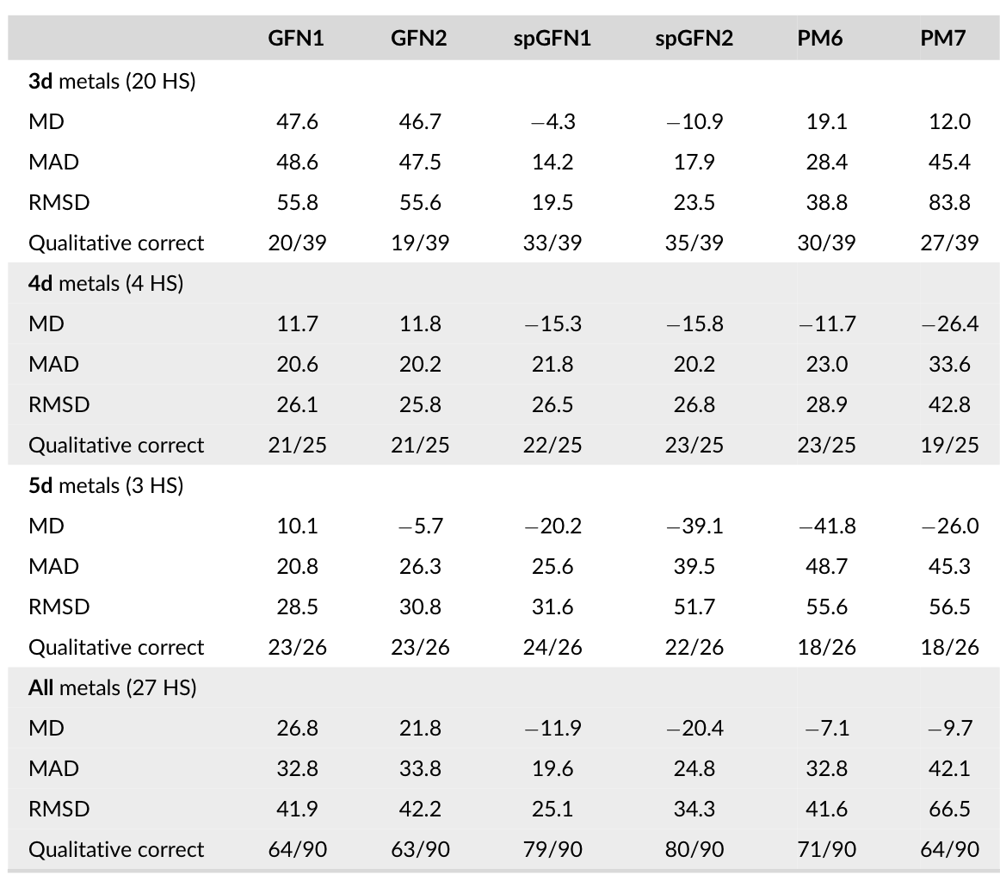 GFN1 GFN2 spGFN1 spGFN2 PM6 PM7
3d metals (20 HS)
MD 47.6 46.7 −4.3 −10.9 19.1 12.0
MAD 48.6 47.5 14.2 17.9 28.4 45.4
RMSD 55.8 55.6 19.5 23.5 38.8 83.8
Qualitative correct 20/39 19/39 33/39 35/39 30/39 27/39
4d metals (4 HS)
MD 11.7 11.8 −15.3 −15.8 −11.7 −26.4
MAD 20.6 20.2 21.8 20.2 23.0 33.6
RMSD 26.1 25.8 26.5 26.8 28.9 42.8
Qualitative correct 21/25 21/25 22/25 23/25 23/25 19/25
5d metals (3 HS)
MD 10.1 −5.7 −20.2 −39.1 −41.8 −26.0
MAD 20.8 26.3 25.6 39.5 48.7 45.3
RMSD 28.5 30.8 31.6 51.7 55.6 56.5
Qualitative correct 23/26 23/26 24/26 22/26 18/26 18/26
All metals (27 HS)
MD 26.8 21.8 −11.9 −20.4 −7.1 −9.7
MAD 32.8 33.8 19.6 24.8 32.8 42.1
RMSD 41.9 42.2 25.1 34.3 41.6 66.5
Qualitative correct 64/90 63/90 79/90 80/90 71/90 64/90